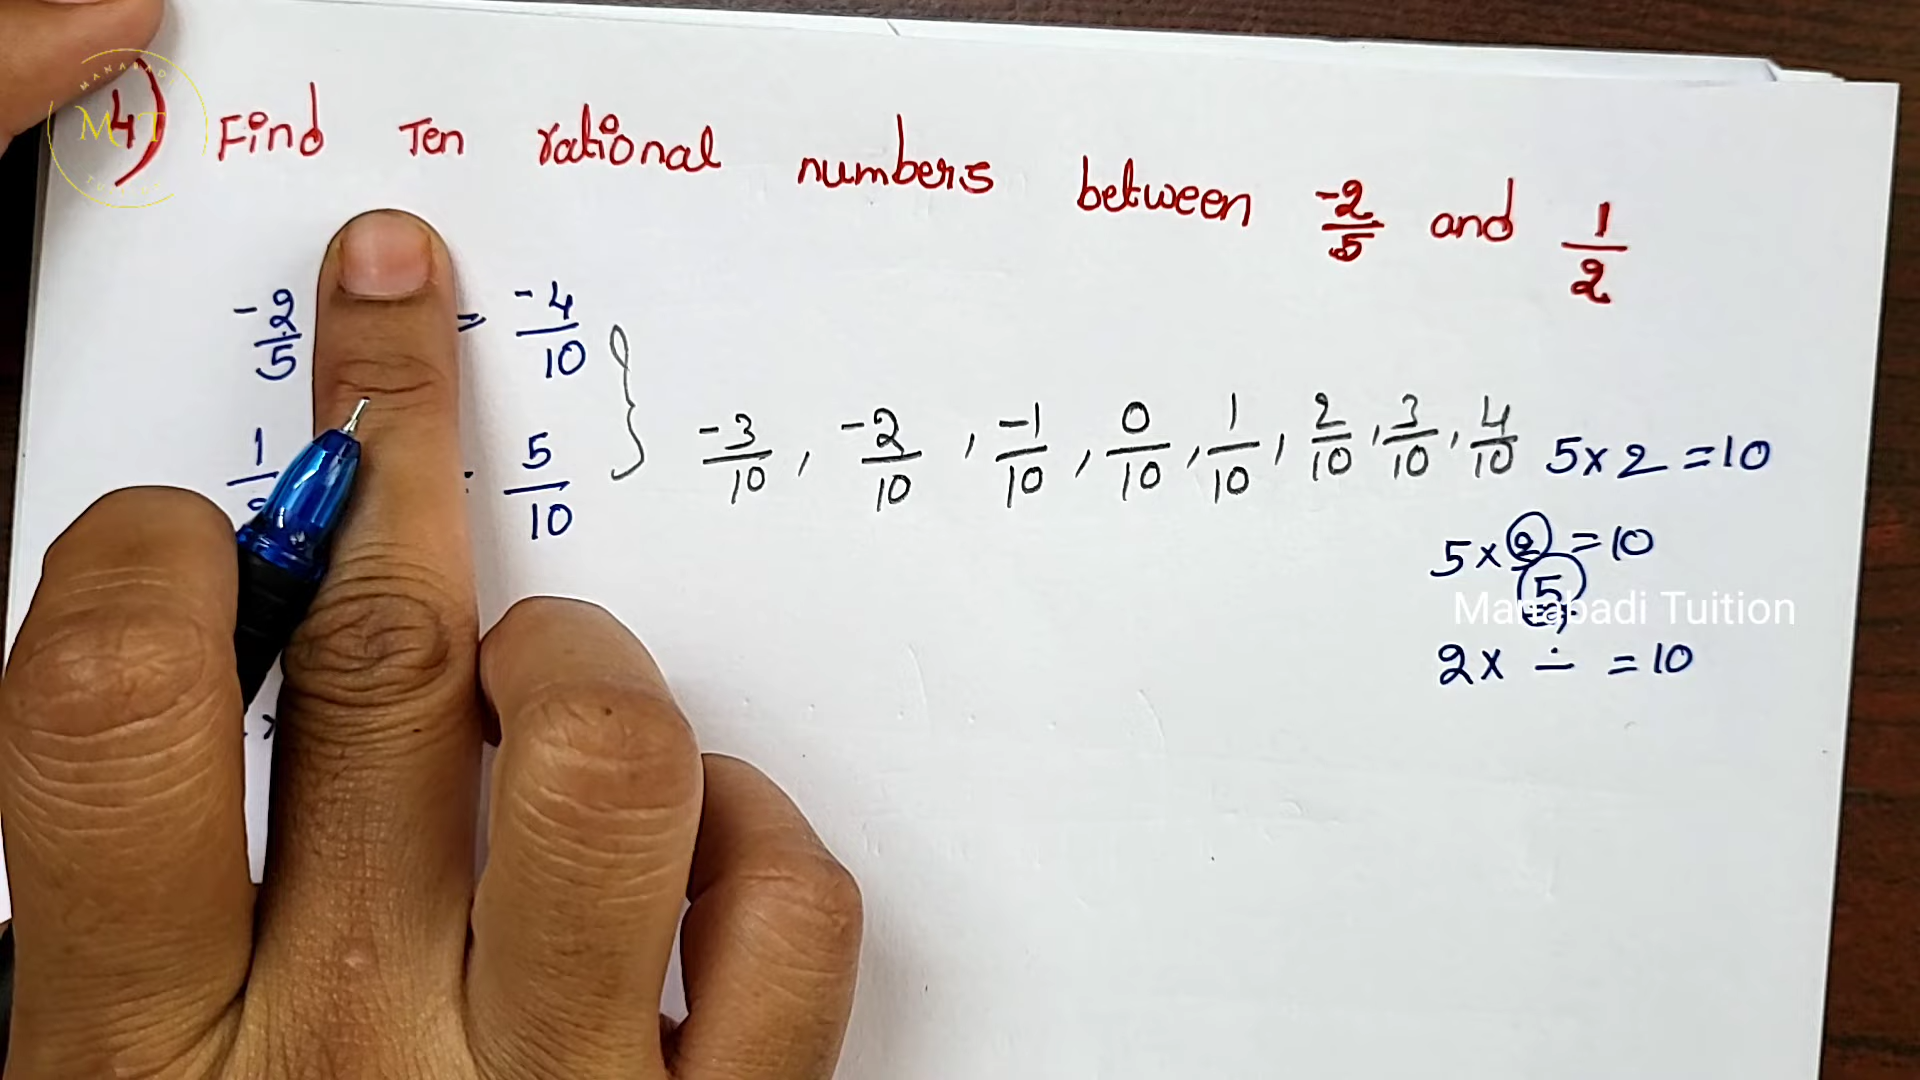 4) Find Ten rational numbers between -2/5 and 1/2
-2/5 = -4/10
1/ 5/10 } -3/10, -2/10, -1/10, 0/10, 1/10, 2/10, 3/10, 4/10
5x2=10
5x2=10
5
2x - =10
MANABADI
MT
Manabadi Tuition